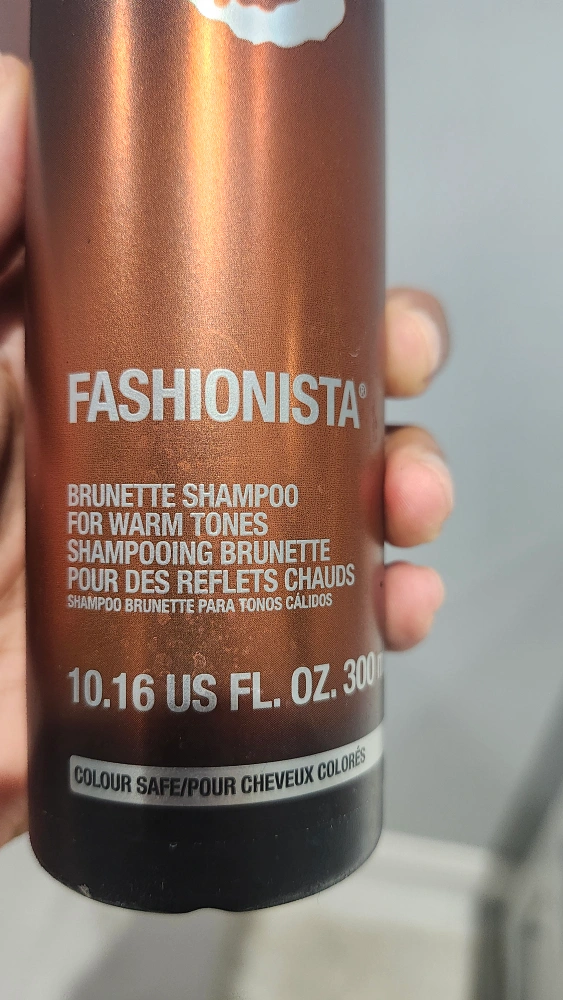 FASHIONISTA®
BRUNETTE SHAMPOO
FOR WARM TONES
SHAMPOOING BRUNETTE
POUR DES REFLETS CHAUDS
SHAMPOO BRUNETTE PARA TONOS CÁLIDOS
10.16 US FL. OZ. 300
COLOUR SAFE/POUR CHEVEUX COLORÉS